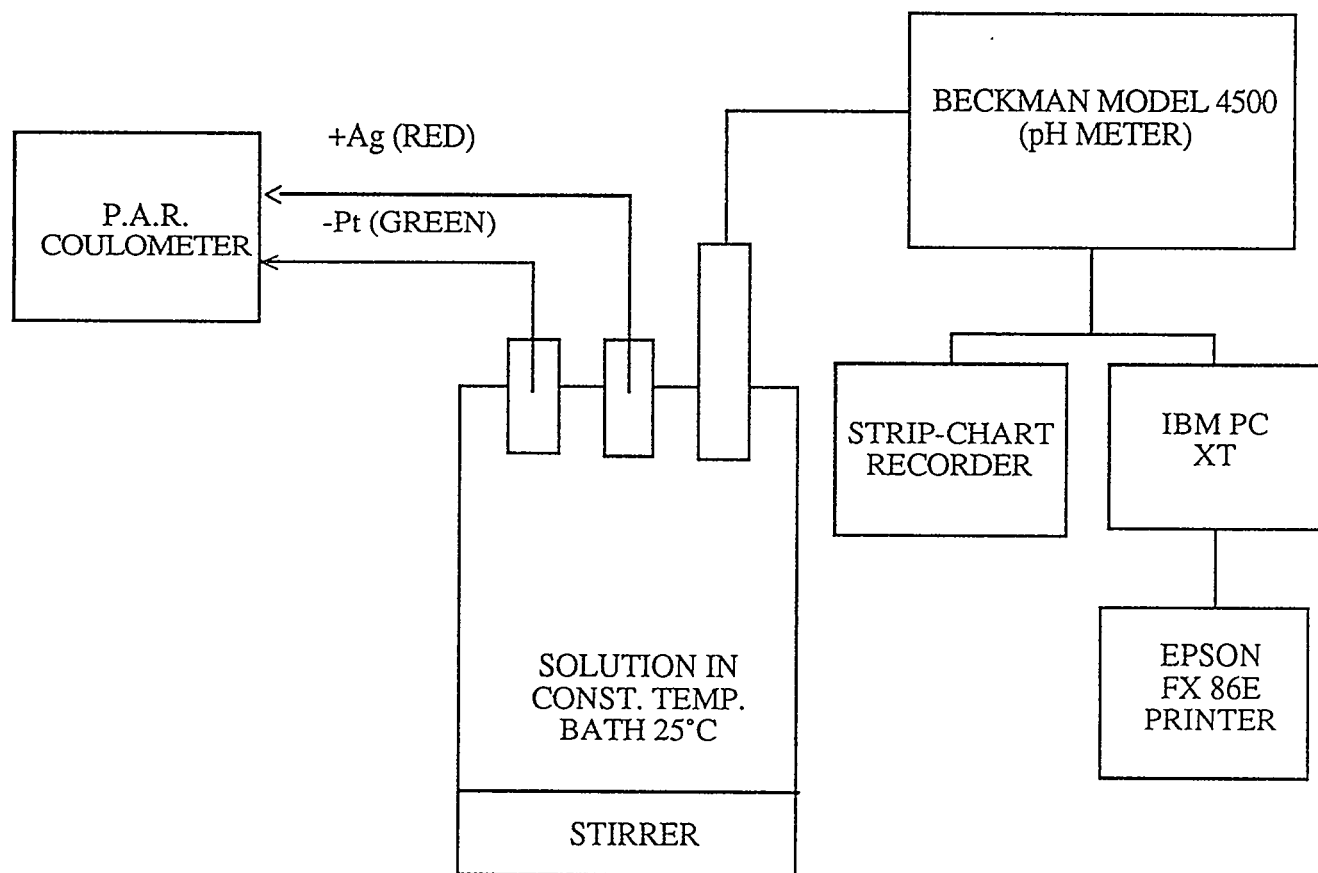 BECKMAN MODEL 4500
(pH METER)
+Ag (RED)
P.A.R.
COULOMETER
-Pt (GREEN)
STRIP-CHART
RECORDER
IBM PC
XT
SOLUTION IN
CONST. TEMP.
BATH 25°C
EPSON
FX 86E
PRINTER
STIRRER